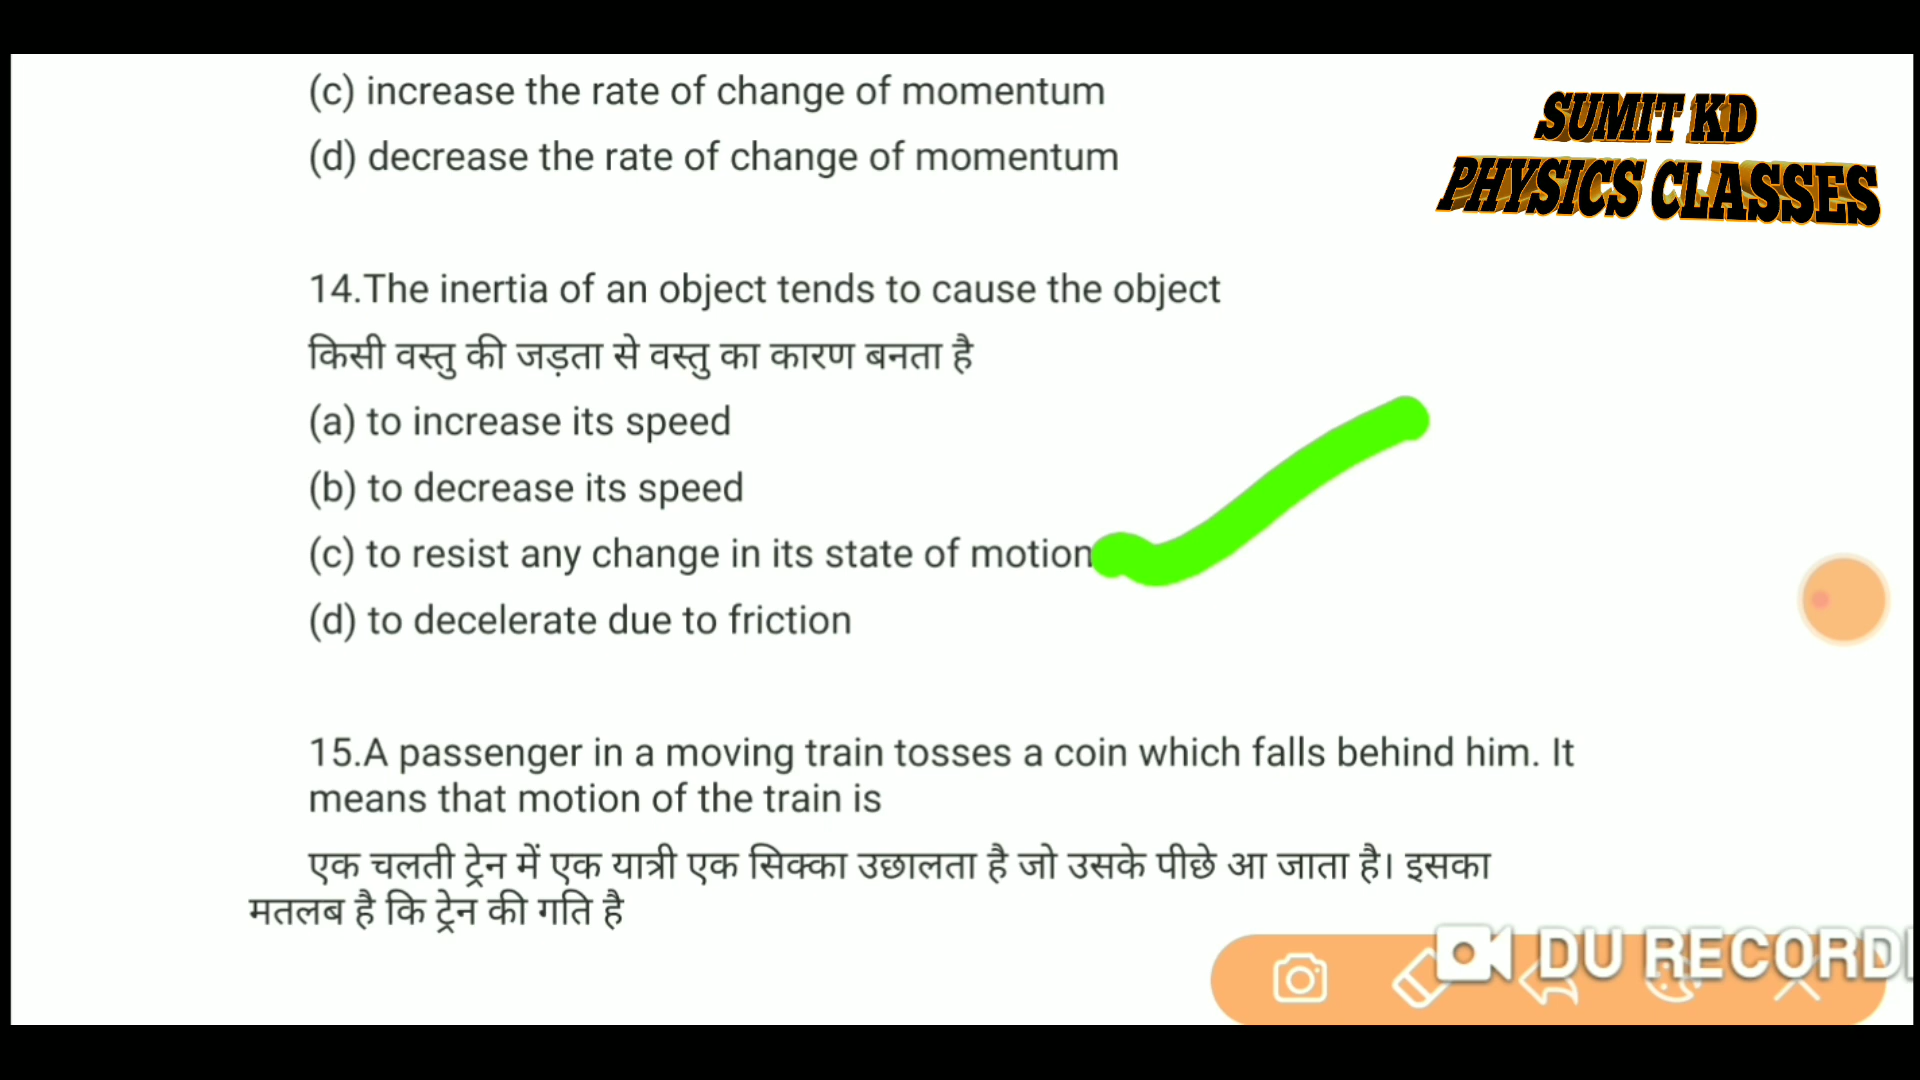 (c) increase the rate of change of momentum
(d) decrease the rate of change of momentum
SUMIT KD
PHYSICS CLASSES
14.The inertia of an object tends to cause the object
किसी वस्तु की जड़ता से वस्तु का कारण बनता है
(a) to increase its speed
(b) to decrease its speed
(c) to resist any change in its state of motion
(d) to decelerate due to friction
15.A passenger in a moving train tosses a coin which falls behind him. It
means that motion of the train is
एक चलती ट्रेन में एक यात्री एक सिक्का उछालता है जो उसके पीछे आ जाता है। इसका
मतलब है कि ट्रेन की गति है
DU RECORD